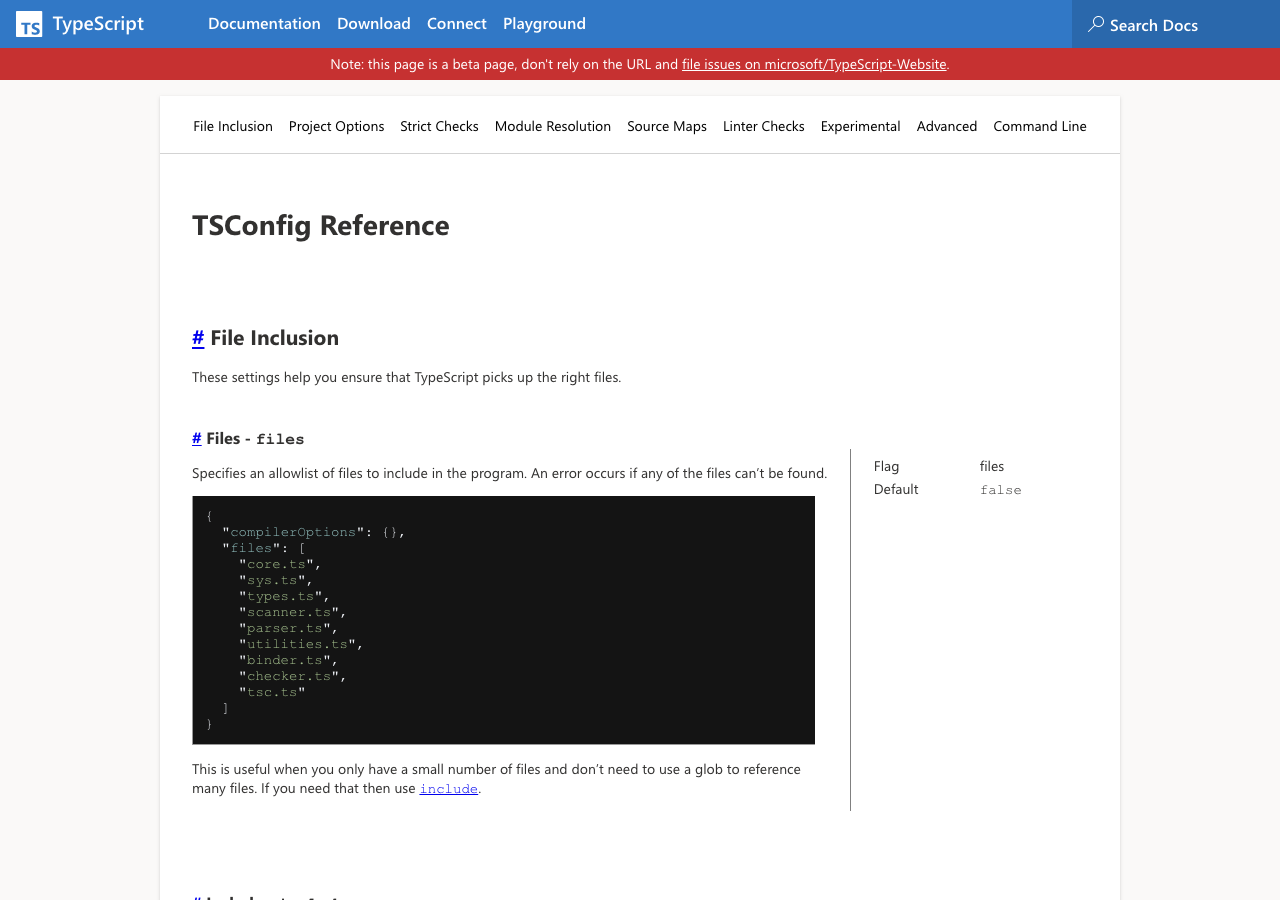 TS TypeScript
Documentation Download Connect Playground
Search Docs
Note: this page is a beta page, don't rely on the URL and file issues on microsoft/TypeScript-Website.
File Inclusion Project Options Strict Checks Module Resolution Source Maps Linter Checks Experimental Advanced Command Line
TSConfig Reference
# File Inclusion
These settings help you ensure that TypeScript picks up the right files.
# Files - files
Specifies an allowlist of files to include in the program. An error occurs if any of the files can’t be found.
{
  "compilerOptions": {},
  "files": [
    "core.ts",
    "sys.ts",
    "types.ts",
    "scanner.ts",
    "parser.ts",
    "utilities.ts",
    "binder.ts",
    "checker.ts",
    "tsc.ts"
  ]
}
This is useful when you only have a small number of files and don’t need to use a glob to reference
many files. If you need that then use include.
Flag files
Default false